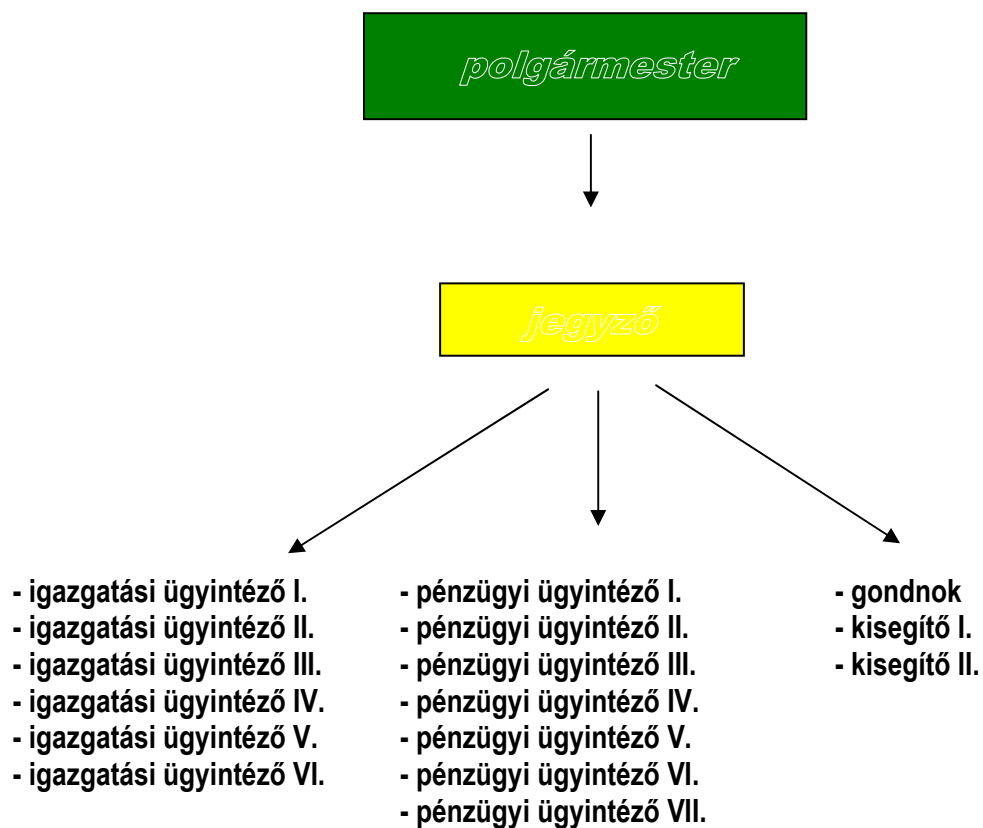 polgármester
jegyző
- igazgatási ügyintéző I.
- igazgatási ügyintéző II.
- igazgatási ügyintéző III.
- igazgatási ügyintéző IV.
- igazgatási ügyintéző V.
- igazgatási ügyintéző VI.
- pénzügyi ügyintéző I.
- pénzügyi ügyintéző II.
- pénzügyi ügyintéző III.
- pénzügyi ügyintéző IV.
- pénzügyi ügyintéző V.
- pénzügyi ügyintéző VI.
- pénzügyi ügyintéző VII.
- gondnok
- kisegítő I.
- kisegítő II.